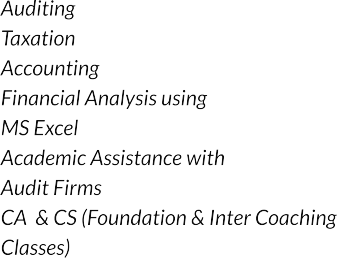 Auditing
Taxation
Accounting
Financial Analysis using
MS Excel
Academic Assistance with
Audit Firms
CA & CS (Foundation & Inter Coaching
Classes)